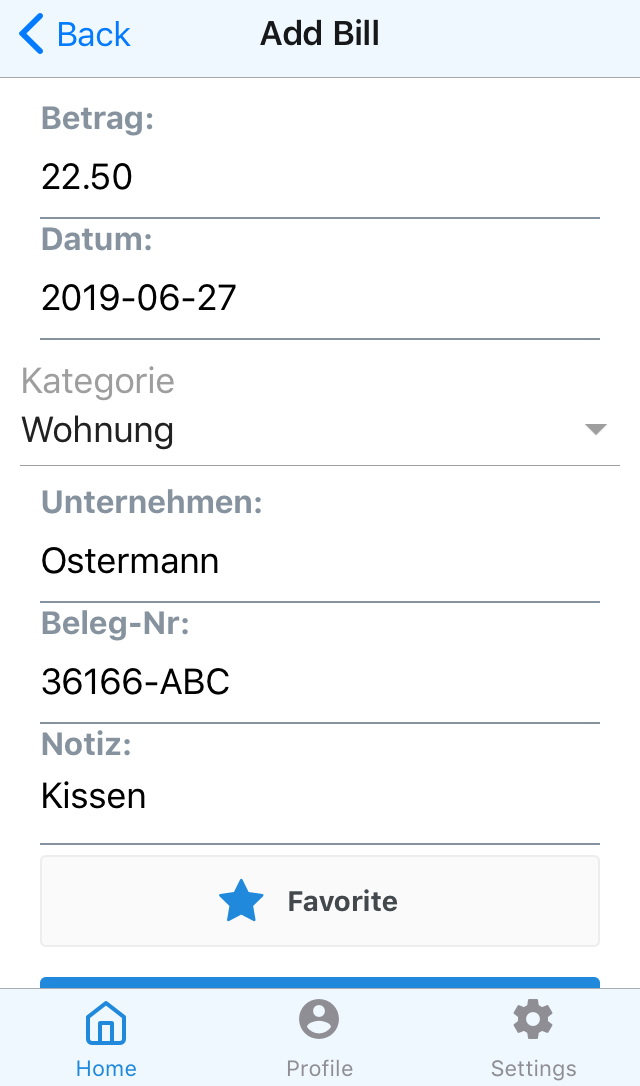 Back
Add Bill
Betrag:
22.50
Datum:
2019-06-27
Kategorie
Wohnung
Unternehmen:
Ostermann
Beleg-Nr:
36166-ABC
Notiz:
Kissen
Favorite
Home
Profile
Settings